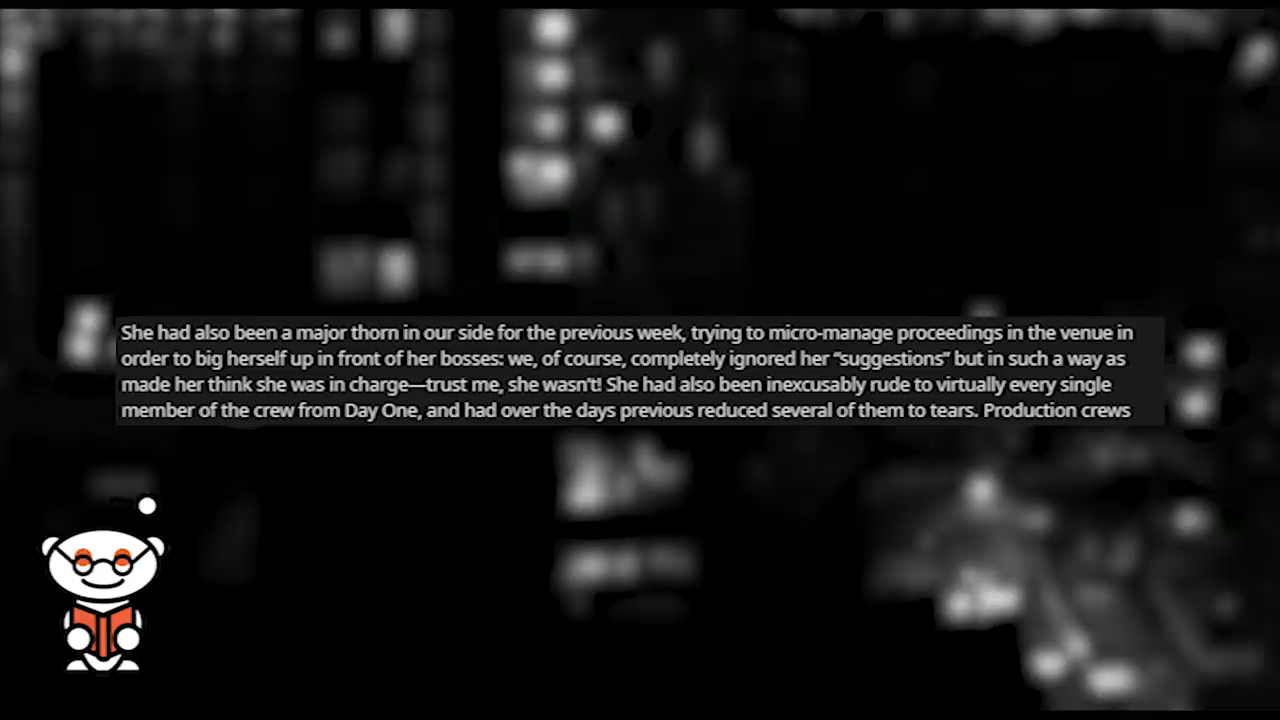 She had also been a major thorn in our side for the previous week, trying to micro-manage proceedings in the venue in
order to big herself up in front of her bosses: we, of course, completely ignored her “suggestions” but in such a way as
made her think she was in charge—trust me, she wasn’t! She had also been inexcusably rude to virtually every single
member of the crew from Day One, and had over the days previous reduced several of them to tears. Production crews